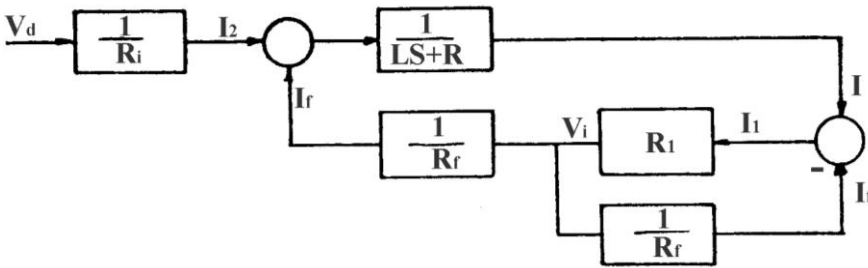 V_d
1
R_i
I_2
1
LS+R
I
I_f
1
R_f
V_i
R_1
I_1
-
1
R_f